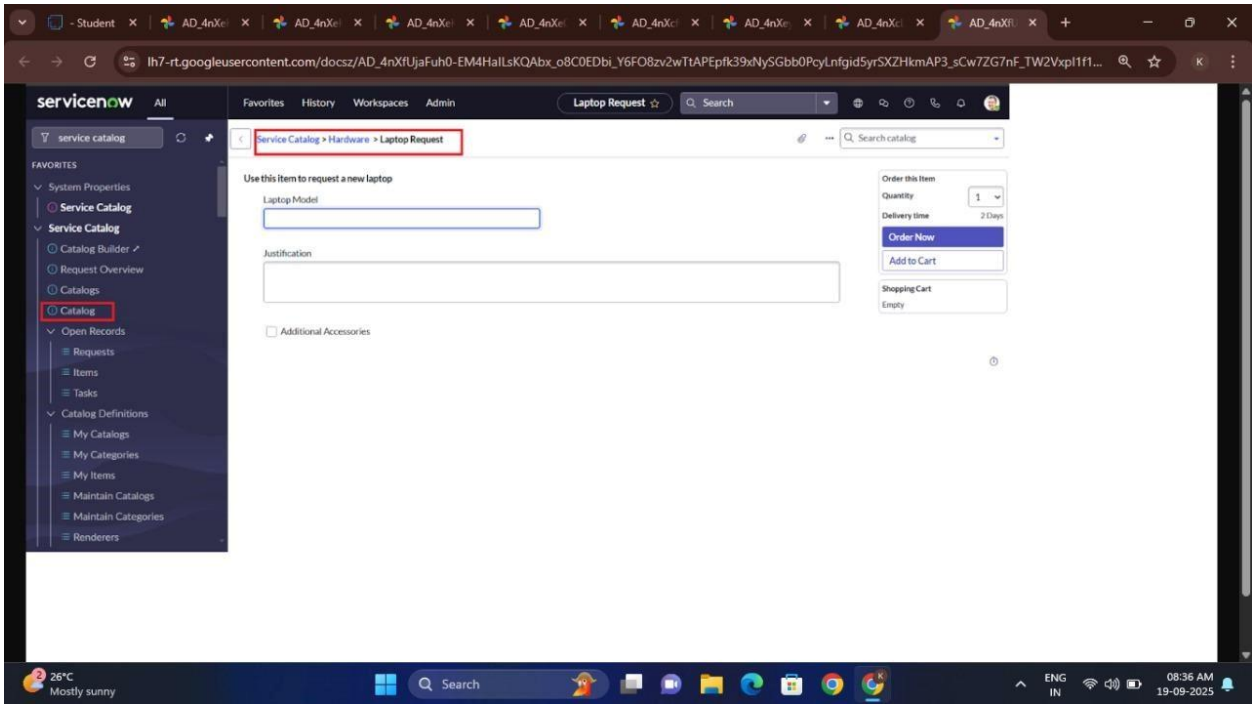 - Student
AD_4nXe
AD_4nXe
AD_4nXe
AD_4nXe
AD_4nXc
AD_4nXe
AD_4nXc
AD_4nXfU
lh7-rt.googleusercontent.com/docsz/AD_4nXfUjaFuh0-EM4HaILsKQAbx_o8C0EDbi_Y6FO8zv2wTtAPEpfk39xNySGbb0PcyLnfgid5yrSXZHkmAP3_sCw7ZG7nF_TW2Vxpl1f1...
K
servicenow All Favorites History Workspaces Admin Laptop Request Search
service catalog
Service Catalog > Hardware > Laptop Request
Search catalog
FAVORITES
System Properties
Service Catalog
Service Catalog
Catalog Builder
Request Overview
Catalogs
Catalog
Open Records
Requests
Items
Tasks
Catalog Definitions
My Catalogs
My Categories
My Items
Maintain Catalogs
Maintain Categories
Renderers
Use this item to request a new laptop
Laptop Model
Justification
Additional Accessories
Order this Item
Quantity 1
Delivery time 2 Days
Order Now
Add to Cart
Shopping Cart
Empty
2
26°C
Mostly sunny
Search
K
ENG
IN
08:36 AM
19-09-2025